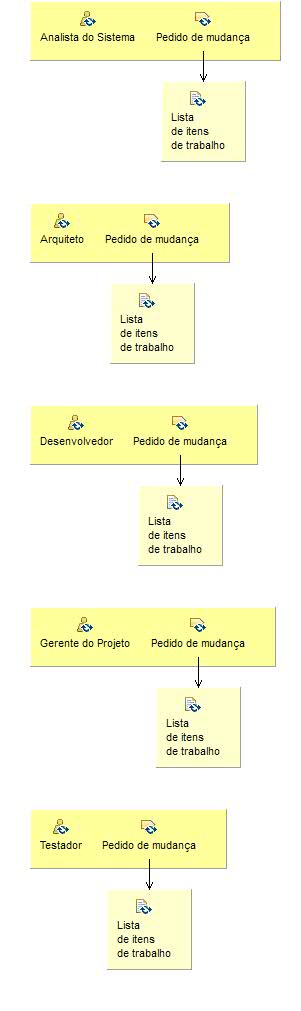 Analista do Sistema Pedido de mudança
Lista
de itens
de trabalho
Arquiteto Pedido de mudança
Lista
de itens
de trabalho
Desenvolvedor Pedido de mudança
Lista
de itens
de trabalho
Gerente do Projeto Pedido de mudança
Lista
de itens
de trabalho
Testador Pedido de mudança
Lista
de itens
de trabalho